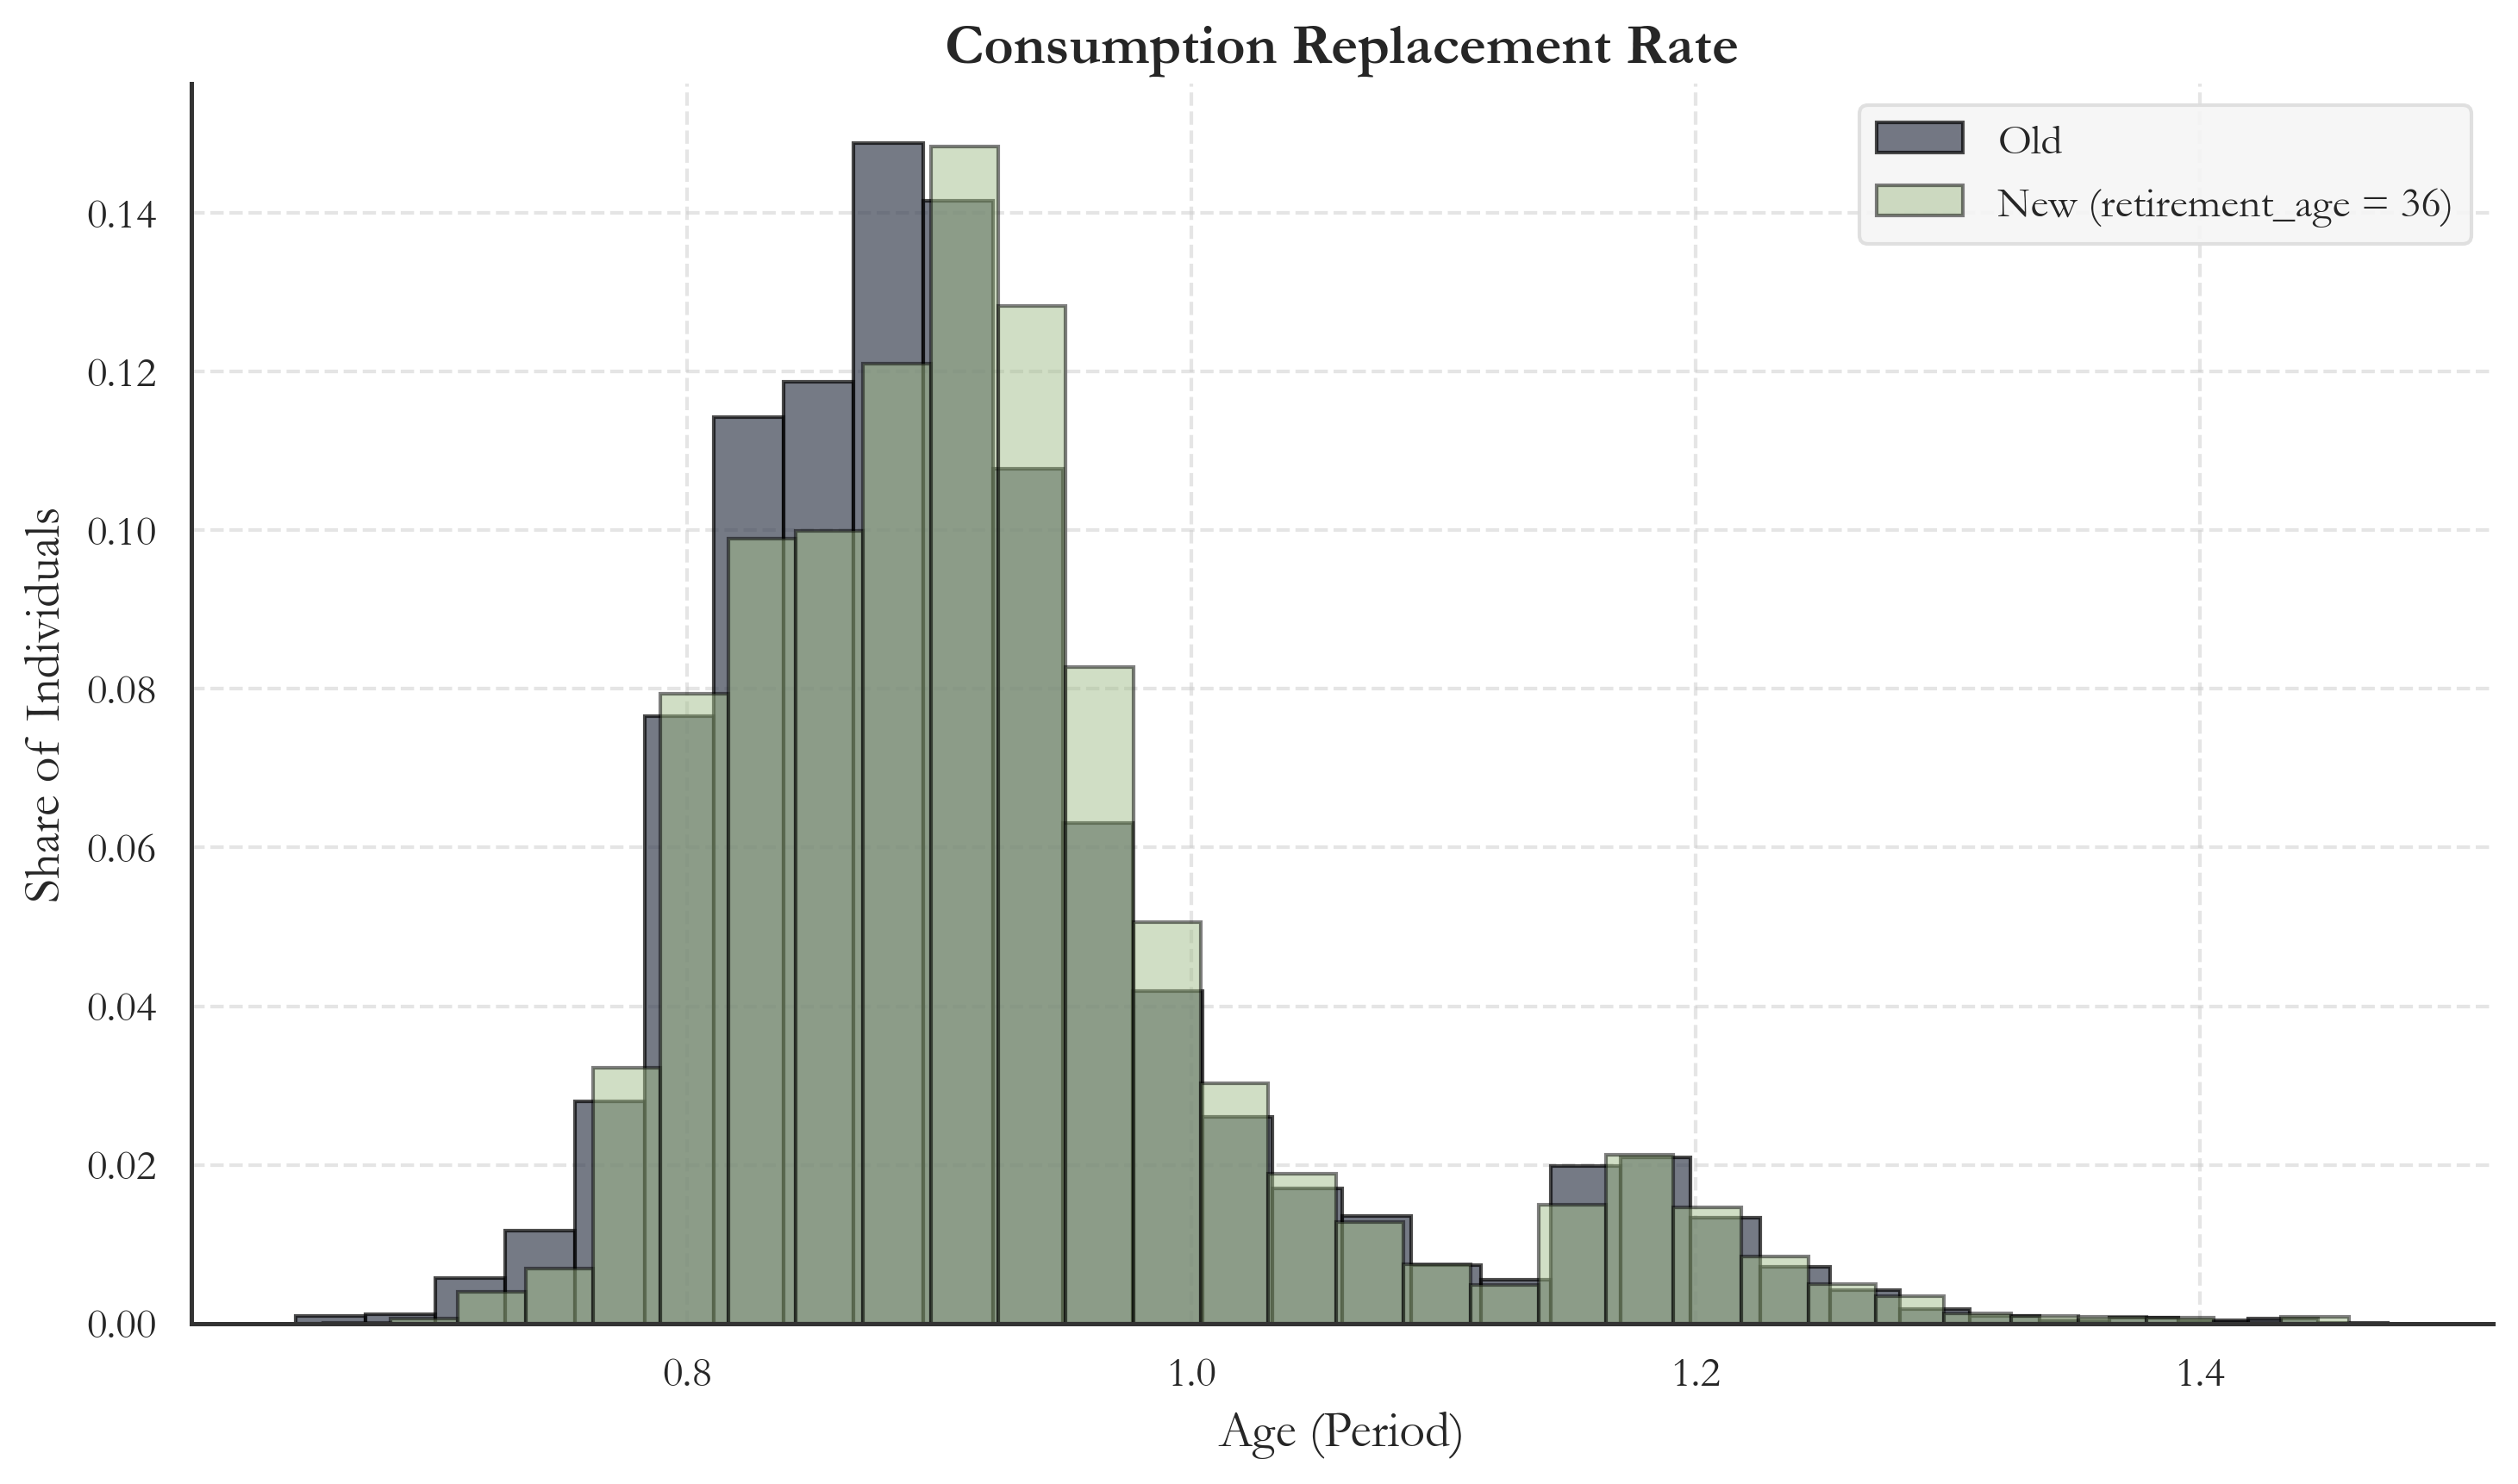 Consumption Replacement Rate
Old
New (retirement_age = 36)
Share of Individuals
0.14
0.12
0.10
0.08
0.06
0.04
0.02
0.00
0.8
1.0
1.2
1.4
Age (Period)